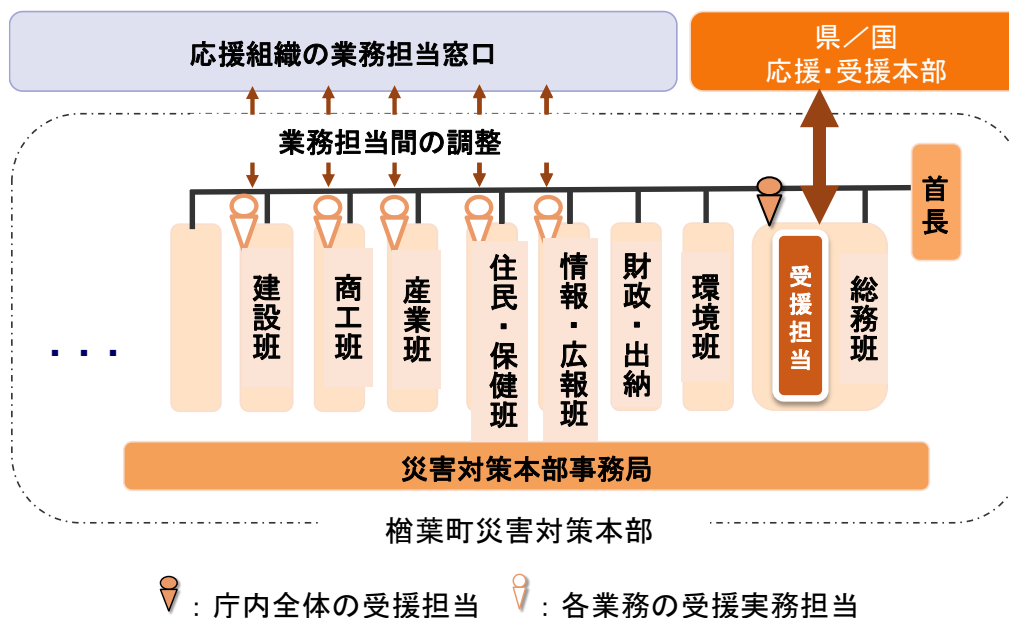 応援組織の業務担当窓口
県／国
応援・受援本部
業務担当間の調整
首長
・・・
建設班
商工班
産業班
住民・保健班
情報・広報班
財政・出納
環境班
受援担当
総務班
災害対策本部事務局
楢葉町災害対策本部
：庁内全体の受援担当
：各業務の受援実務担当